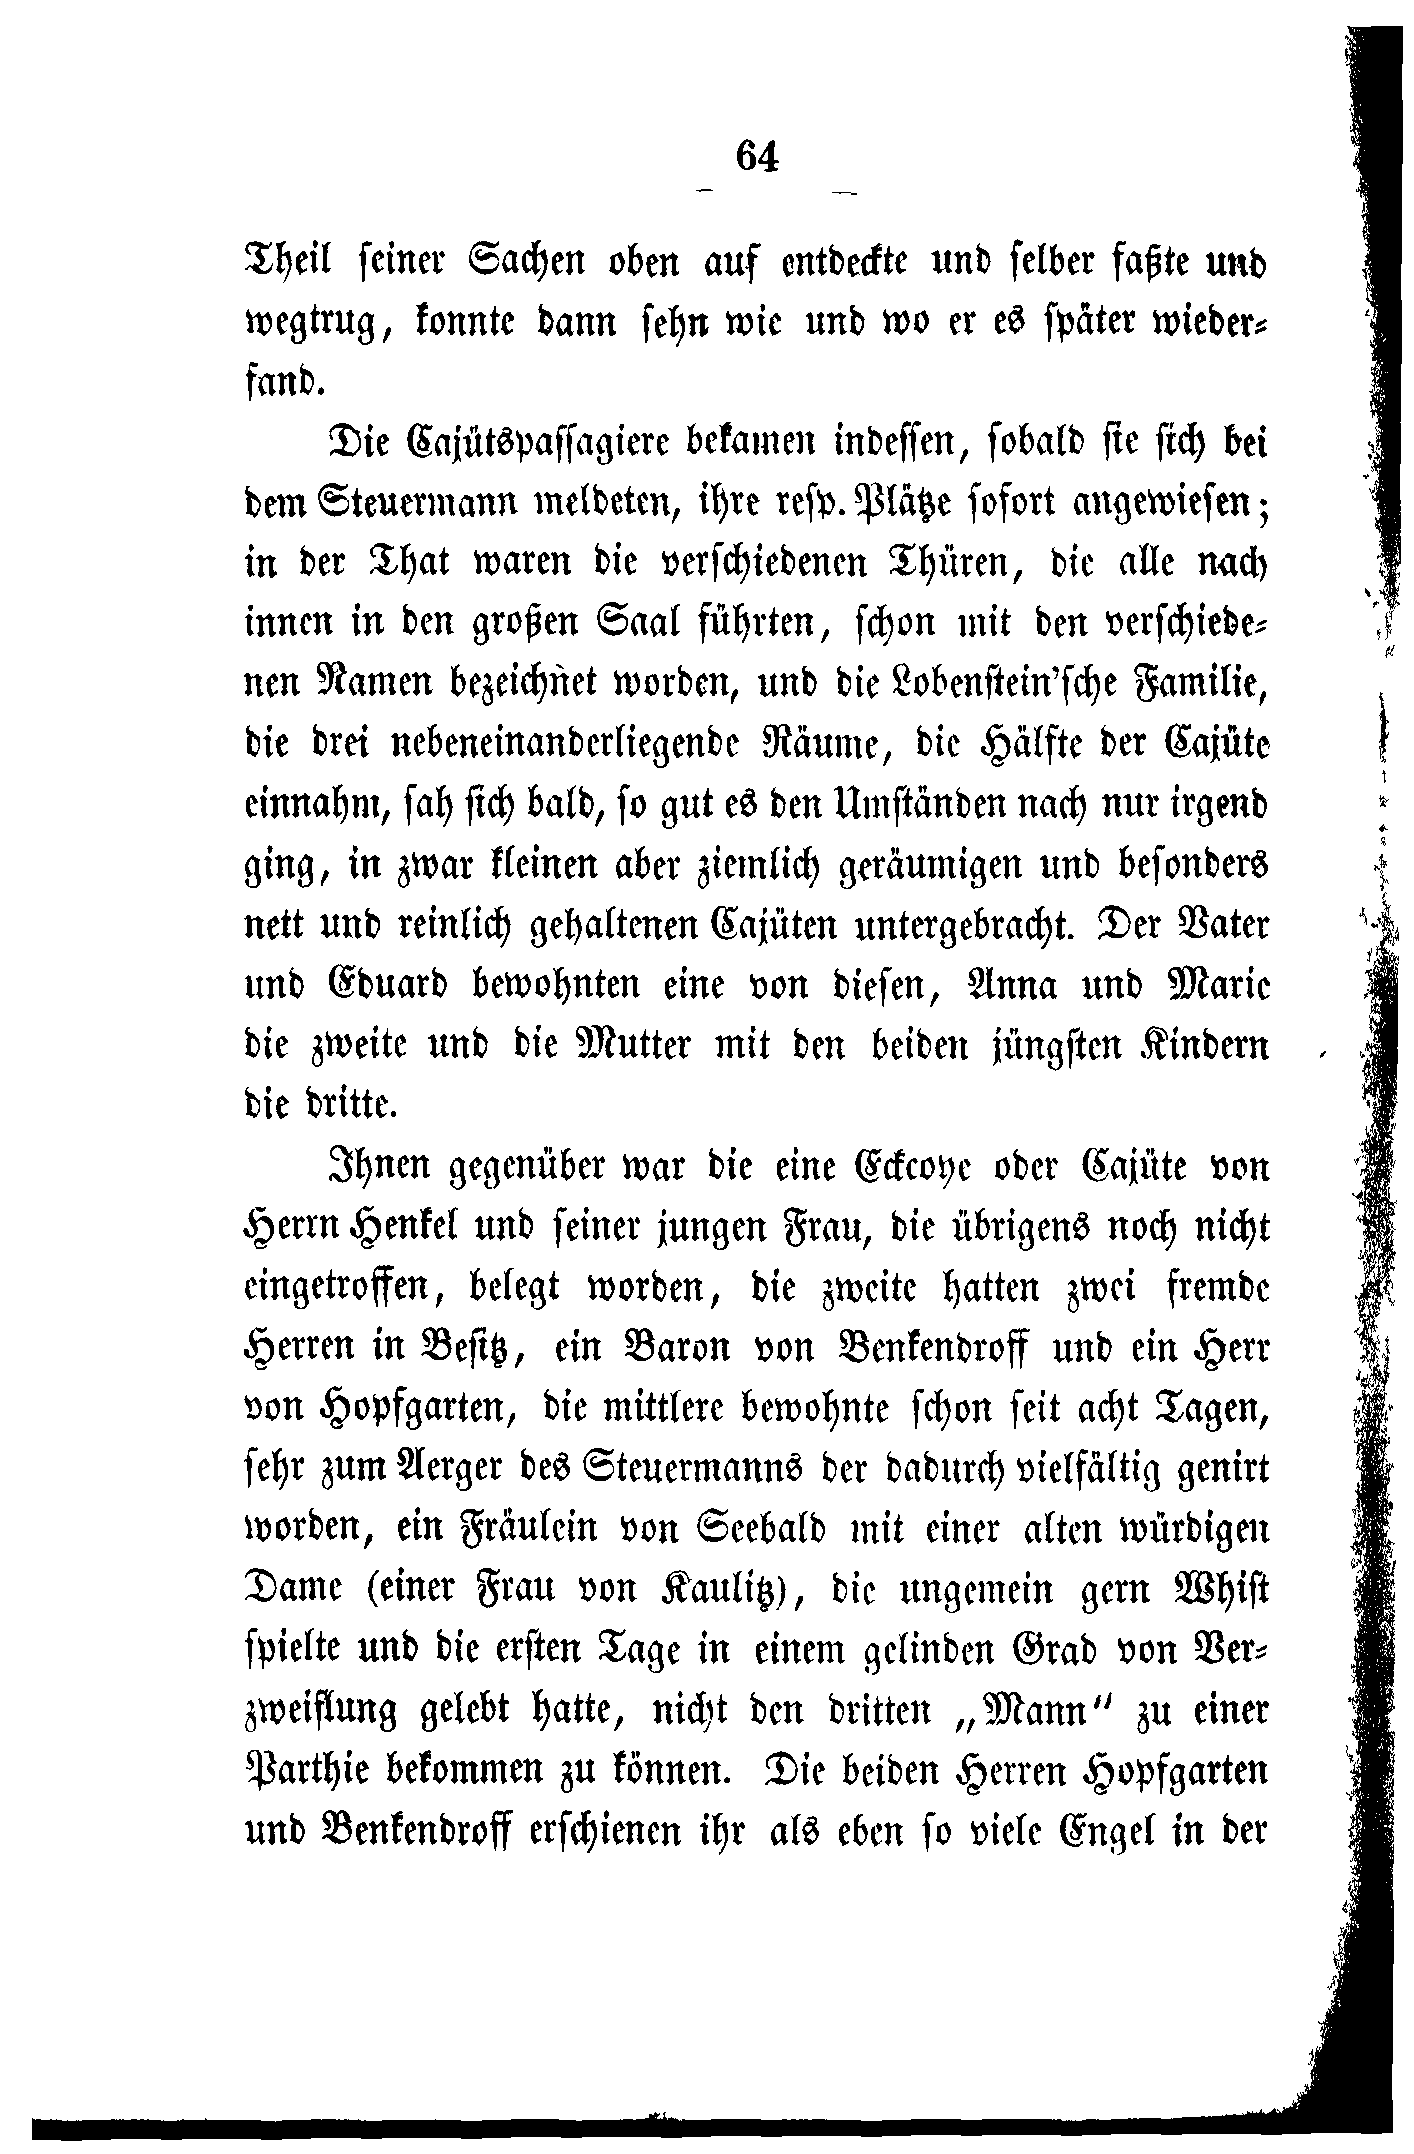 64
Theil seiner Sachen oben auf entdeckte und selber faßte und
wegtrug, konnte dann sehn wie und wo er es später wieder-
fand.
Die Cajütspassagiere bekamen indessen, sobald sie sich bei
dem Steuermann meldeten, ihre resp. Plätze sofort angewiesen;
in der That waren die verschiedenen Thüren, die alle nach
innen in den großen Saal führten, schon mit den verschiede-
nen Namen bezeichnet worden, und die Lobenstein'sche Familie,
die drei nebeneinanderliegende Räume, die Hälfte der Cajüte
einnahm, sah sich bald, so gut es den Umständen nach nur irgend
ging, in zwar kleinen aber ziemlich geräumigen und besonders
nett und reinlich gehaltenen Cajüten untergebracht. Der Vater
und Eduard bewohnten eine von diesen, Anna und Marie
die zweite und die Mutter mit den beiden jüngsten Kindern
die dritte.
Ihnen gegenüber war die eine Eckcoye oder Cajüte von
Herrn Henkel und seiner jungen Frau, die übrigens noch nicht
eingetroffen, belegt worden, die zweite hatten zwei fremde
Herren in Besitz, ein Baron von Benkendroff und ein Herr
von Hopfgarten, die mittlere bewohnte schon seit acht Tagen,
sehr zum Aerger des Steuermanns der dadurch vielfältig genirt
worden, ein Fräulein von Seebald mit einer alten würdigen
Dame (einer Frau von Kaulitz), die ungemein gern Whist
spielte und die ersten Tage in einem gelinden Grad von Ver-
zweiflung gelebt hatte, nicht den dritten „Mann" zu einer
Parthie bekommen zu können. Die beiden Herren Hopfgarten
und Benkendroff erschienen ihr als eben so viele Engel in der